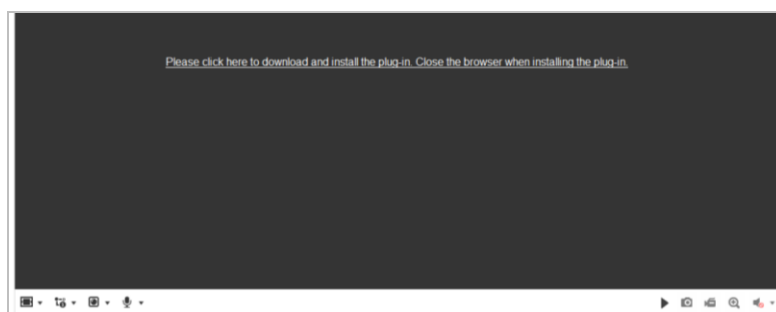 Please click here to download and install the plug-in. Close the browser when installing the plug-in.